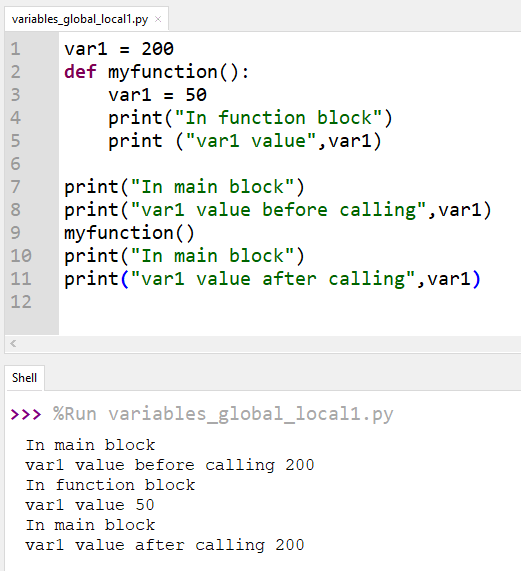 variables_global_local1.py ×
1 var1 = 200
2 def myfunction():
3     var1 = 50
4     print("In function block")
5     print ("var1 value",var1)
6
7 print("In main block")
8 print("var1 value before calling",var1)
9 myfunction()
10 print("In main block")
11 print("var1 value after calling",var1)
12
Shell
>>> %Run variables_global_local1.py
In main block
var1 value before calling 200
In function block
var1 value 50
In main block
var1 value after calling 200